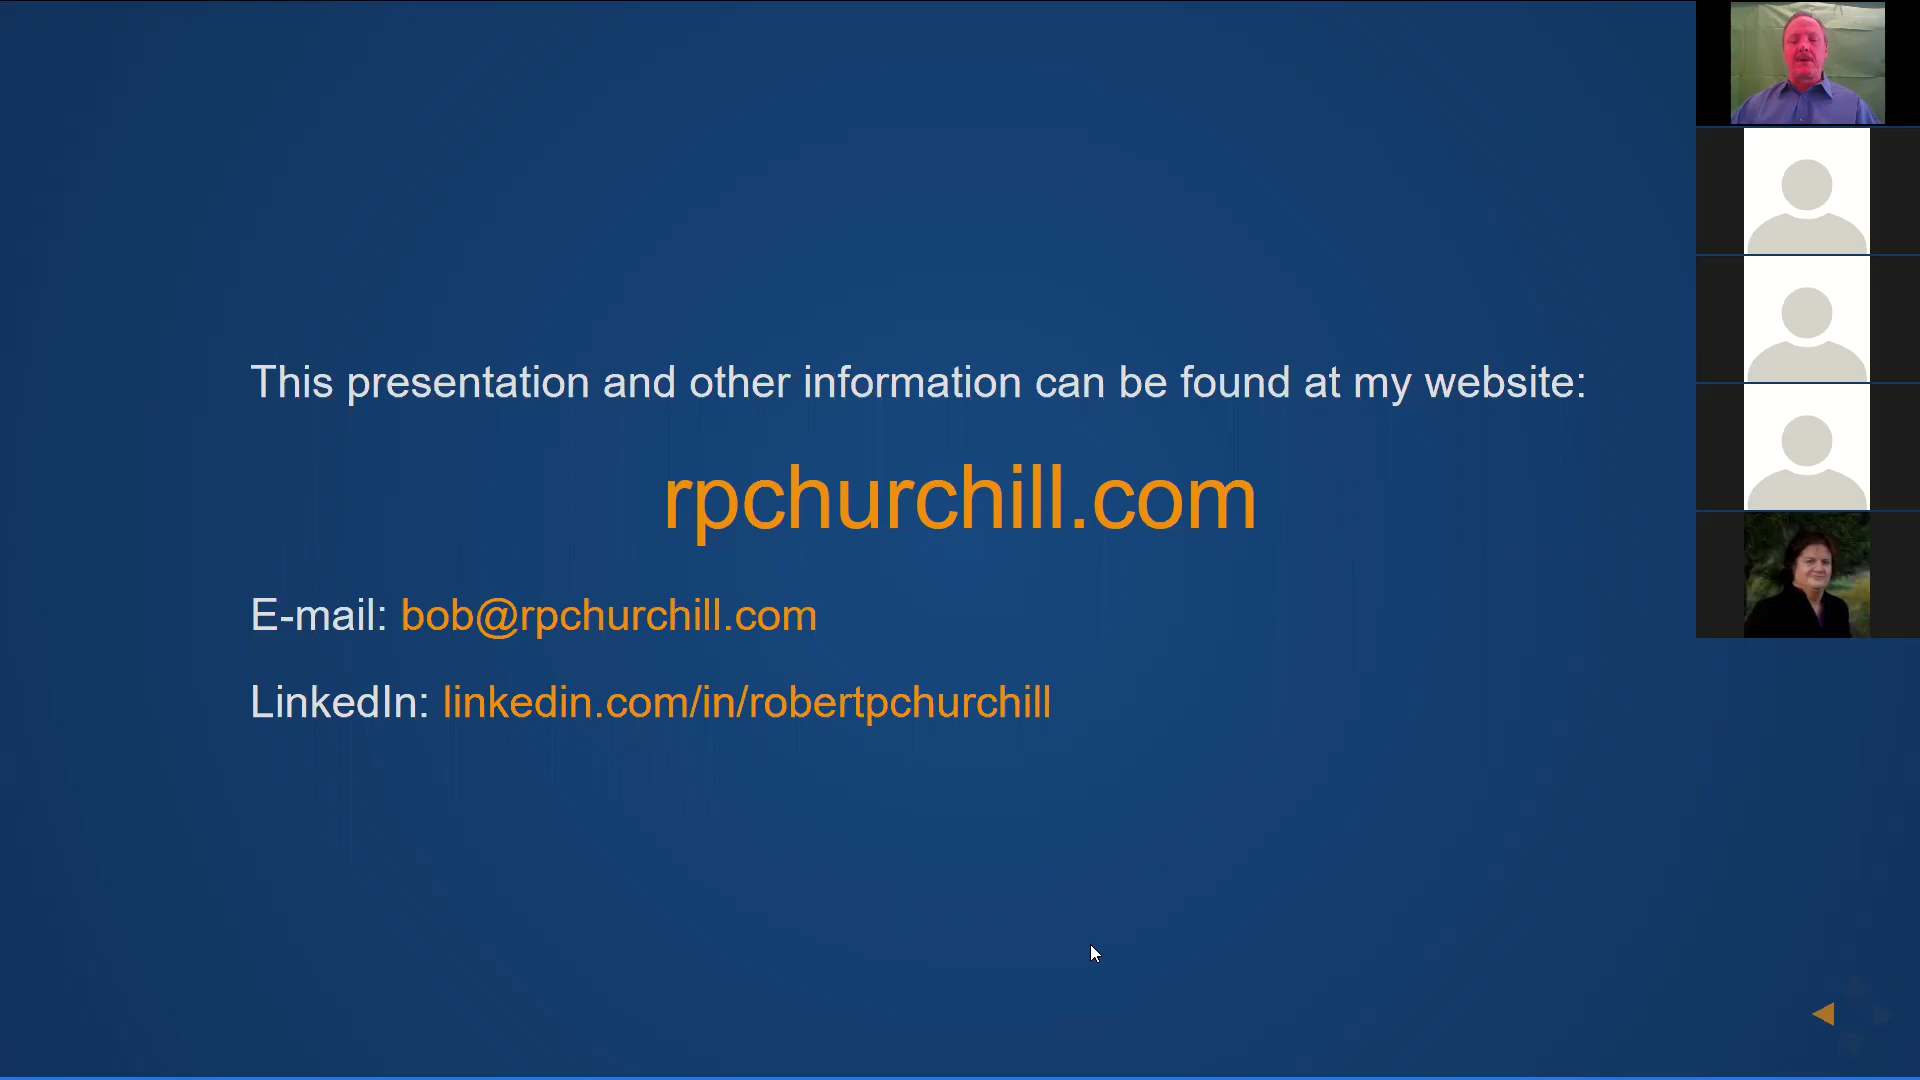 This presentation and other information can be found at my website:
rpchurchill.com
E-mail: bob@rpchurchill.com
LinkedIn: linkedin.com/in/robertpchurchill